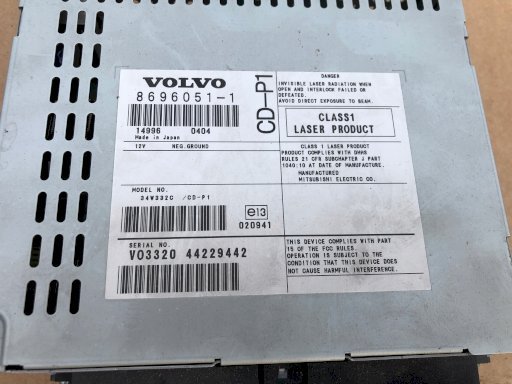 VOLVO
8696051-1
14996 0404
Made in Japan
12V NEG.GROUND
CD-P1
DANGER
INVISIBLE LASER RADIATION WHEN
OPEN AND INTERLOCK FAILED OR
DEFEATED.
AVOID DIRECT EXPOSURE TO BEAM.
CLASS1
LASER PRODUCT
CLASS 1 LASER PRODUCT
PRODUCT COMPLIES WITH DHHS
RULES 21 CFR SUBCHAPTER J PART
1040:10 AT DATE OF MANUFACTURE.
MANUFACTURED
MITSUBISHI ELECTRIC CO.
MODEL NO.
34W332C /CD-P1
e13
020941
SERIAL NO.
VO3320 44229442
THIS DEVICE COMPLIES WITH PART
15 OF THE FCC RULES.
OPERATION IS SUBJECT TO THE
CONDITION THAT THIS DEVICE DOES
NOT CAUSE HARMFUL INTERFERENCE.